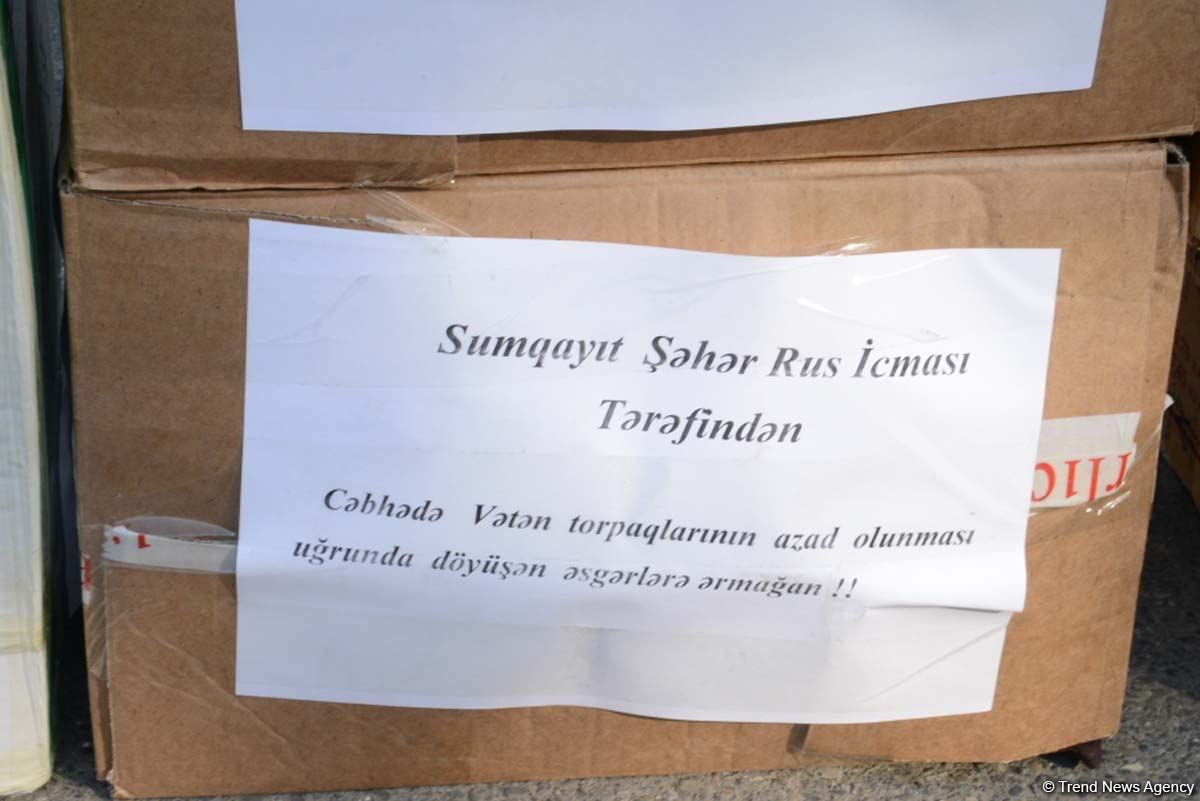 Sumqayıt Şəhər Rus İcması
Tərəfindən
Cəbhədə Vətən torpaqlarının azad olunması
uğrunda döyüşən əsgərlərə ərmağan !!
© Trend News Agency